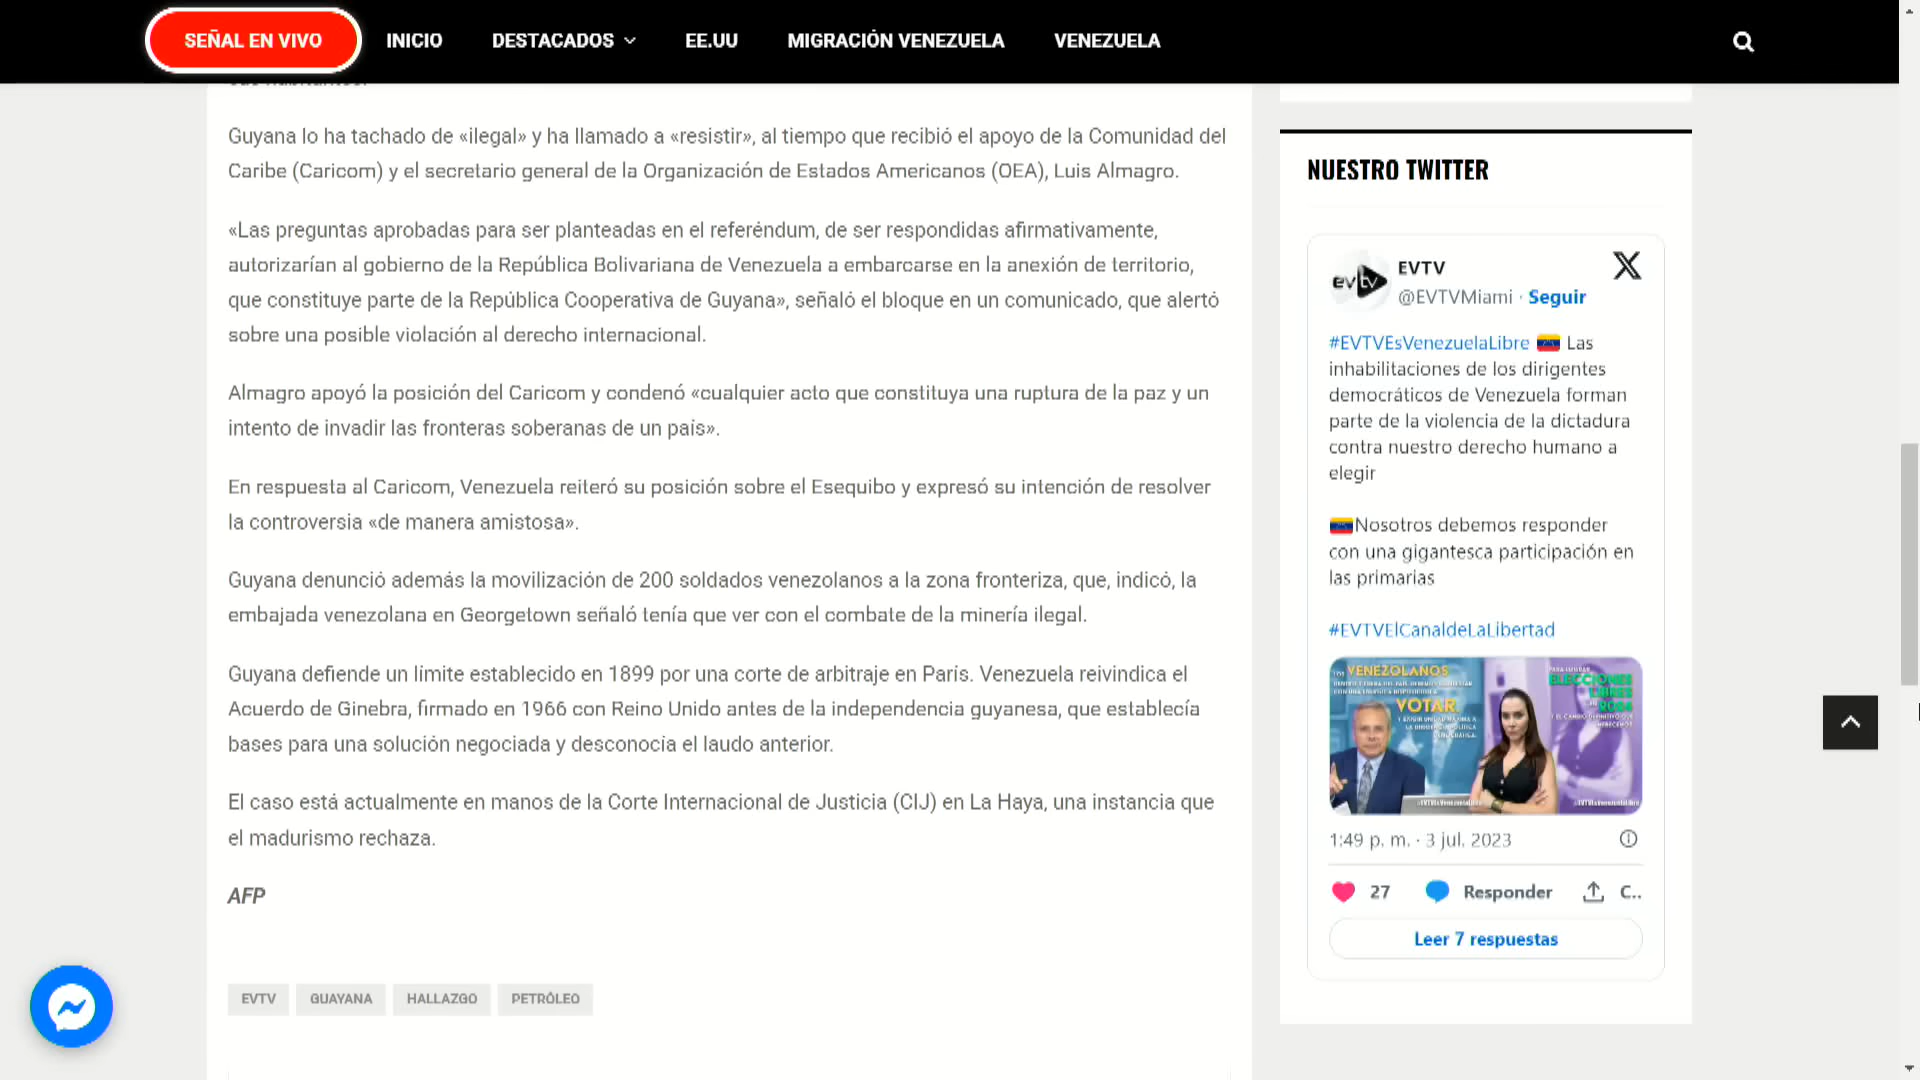 SEÑAL EN VIVO
INICIO
DESTACADOS
EE.UU
MIGRACIÓN VENEZUELA
VENEZUELA
Guyana lo ha tachado de «ilegal» y ha llamado a «resistir», al tiempo que recibió el apoyo de la Comunidad del
Caribe (Caricom) y el secretario general de la Organización de Estados Americanos (OEA), Luis Almagro.
«Las preguntas aprobadas para ser planteadas en el referéndum, de ser respondidas afirmativamente,
autorizarían al gobierno de la República Bolivariana de Venezuela a embarcarse en la anexión de territorio,
que constituye parte de la República Cooperativa de Guyana», señaló el bloque en un comunicado, que alertó
sobre una posible violación al derecho internacional.
Almagro apoyó la posición del Caricom y condenó «cualquier acto que constituya una ruptura de la paz y un
intento de invadir las fronteras soberanas de un país».
En respuesta al Caricom, Venezuela reiteró su posición sobre el Esequibo y expresó su intención de resolver
la controversia «de manera amistosa».
Guyana denunció además la movilización de 200 soldados venezolanos a la zona fronteriza, que, indicó, la
embajada venezolana en Georgetown señaló tenía que ver con el combate de la minería ilegal.
Guyana defiende un límite establecido en 1899 por una corte de arbitraje en París. Venezuela reivindica el
Acuerdo de Ginebra, firmado en 1966 con Reino Unido antes de la independencia guyanesa, que establecía
bases para una solución negociada y desconocía el laudo anterior.
El caso está actualmente en manos de la Corte Internacional de Justicia (CIJ) en La Haya, una instancia que
el madurismo rechaza.
AFP
EVTV
GUAYANA
HALLAZGO
PETRÓLEO
NUESTRO TWITTER
evtv
EVTV
@EVTVMiami · Seguir
#EVTVEsVenezuelaLibre Las
inhabilitaciones de los dirigentes
democráticos de Venezuela forman
parte de la violencia de la dictadura
contra nuestro derecho humano a
elegir
Nosotros debemos responder
con una gigantesca participación en
las primarias
#EVTVElCanaldeLaLibertad
VENEZOLANOS
VOTAR
ELECCIONES
LIBRES
2024
1:49 p. m. · 3 jul. 2023
27
Responder
C..
Leer 7 respuestas